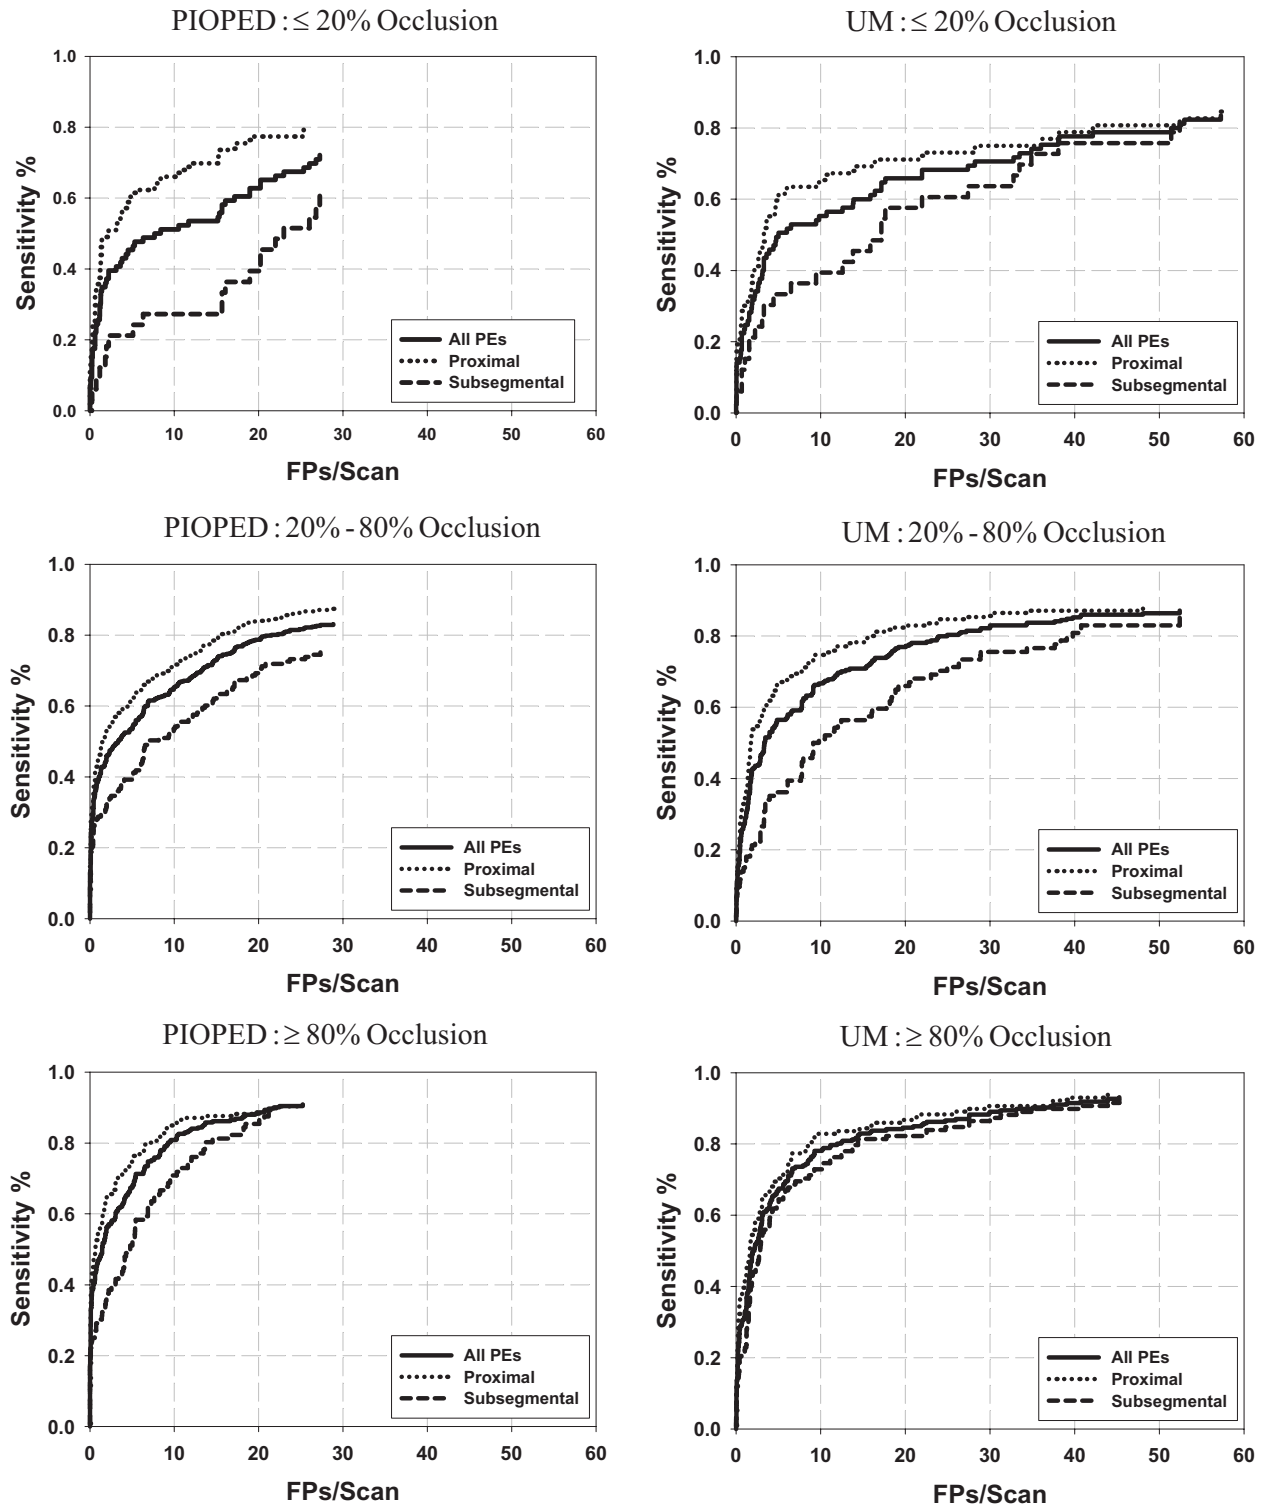 PIOPED : ≤ 20% Occlusion
1.0
0.8
0.6
0.4
0.2
0.0
Sensitivity %
All PEs
Proximal
Subsegmental
0 10 20 30 40 50 60
FPs/Scan
UM : ≤ 20% Occlusion
1.0
0.8
0.6
0.4
0.2
0.0
Sensitivity %
All PEs
Proximal
Subsegmental
0 10 20 30 40 50 60
FPs/Scan
PIOPED : 20% - 80% Occlusion
1.0
0.8
0.6
0.4
0.2
0.0
Sensitivity %
All PEs
Proximal
Subsegmental
0 10 20 30 40 50 60
FPs/Scan
UM : 20% - 80% Occlusion
1.0
0.8
0.6
0.4
0.2
0.0
Sensitivity %
All PEs
Proximal
Subsegmental
0 10 20 30 40 50 60
FPs/Scan
PIOPED : ≥ 80% Occlusion
1.0
0.8
0.6
0.4
0.2
0.0
Sensitivity %
All PEs
Proximal
Subsegmental
0 10 20 30 40 50 60
FPs/Scan
UM : ≥ 80% Occlusion
1.0
0.8
0.6
0.4
0.2
0.0
Sensitivity %
All PEs
Proximal
Subsegmental
0 10 20 30 40 50 60
FPs/Scan